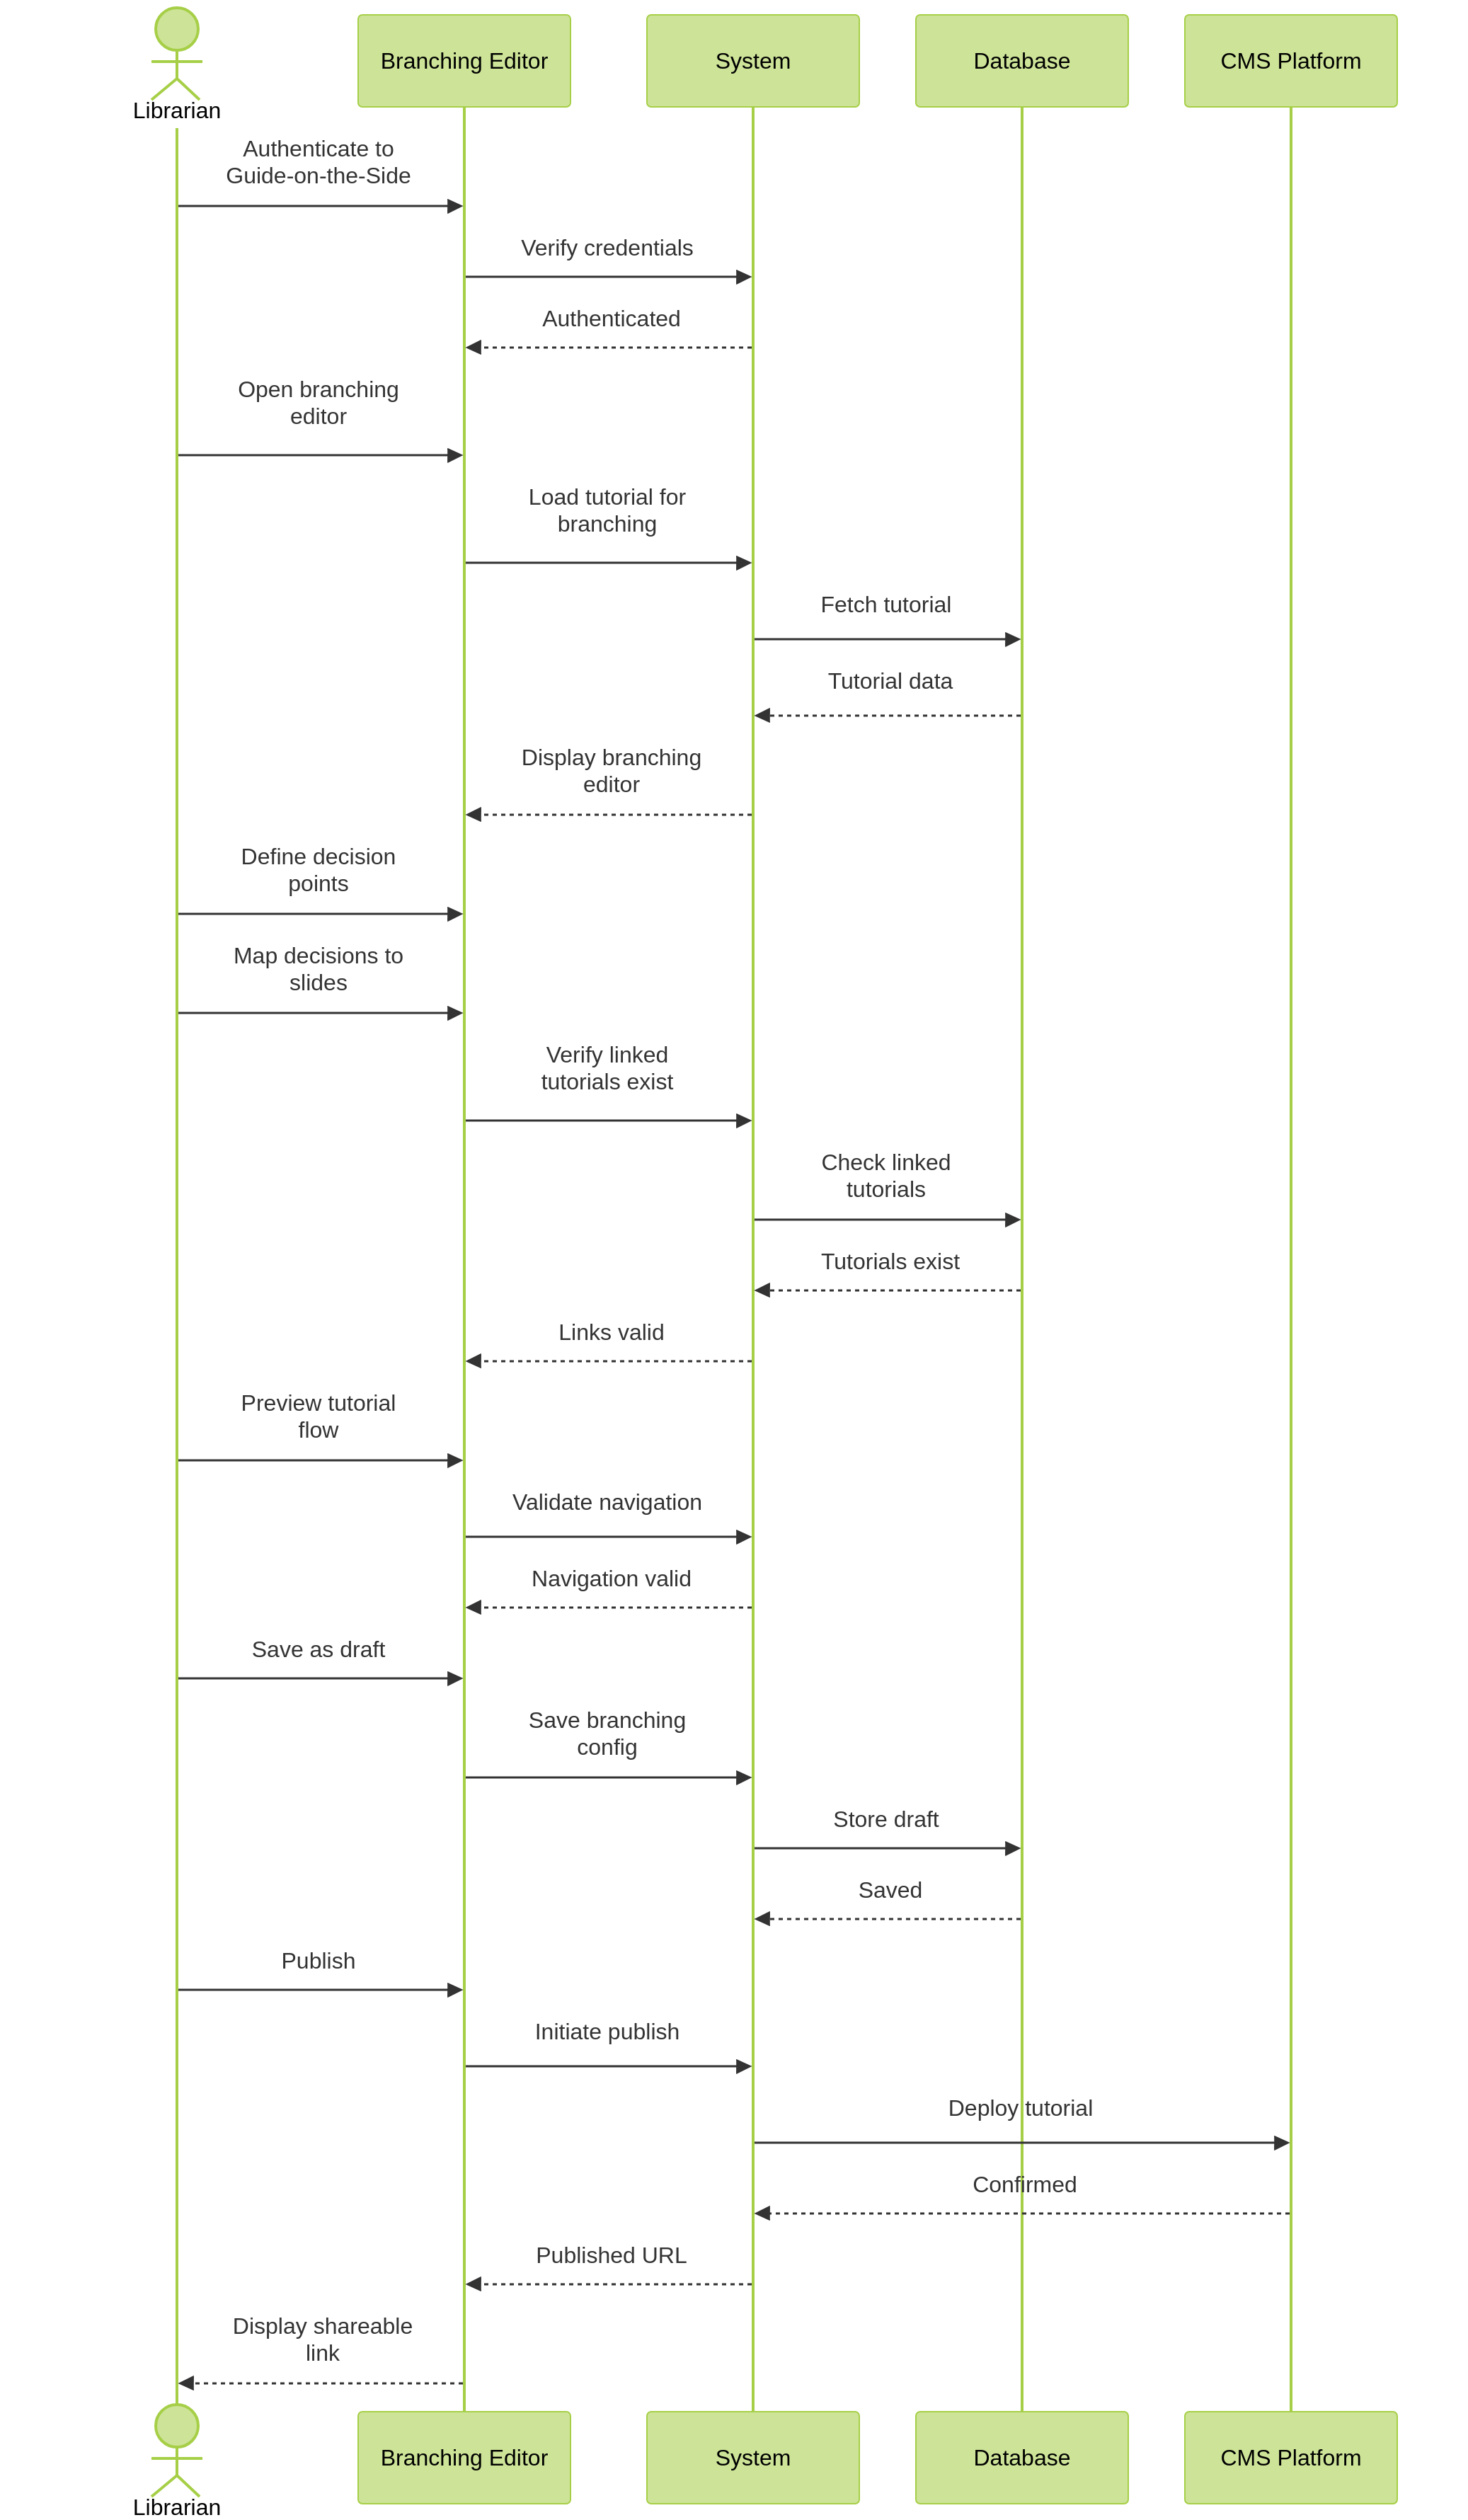 Librarian
Branching Editor
System
Database
CMS Platform
Authenticate to
Guide-on-the-Side
Verify credentials
Authenticated
Open branching
editor
Load tutorial for
branching
Fetch tutorial
Tutorial data
Display branching
editor
Define decision
points
Map decisions to
slides
Verify linked
tutorials exist
Check linked
tutorials
Tutorials exist
Links valid
Preview tutorial
flow
Validate navigation
Navigation valid
Save as draft
Save branching
config
Store draft
Saved
Publish
Initiate publish
Deploy tutorial
Confirmed
Published URL
Display shareable
link
Librarian
Branching Editor
System
Database
CMS Platform